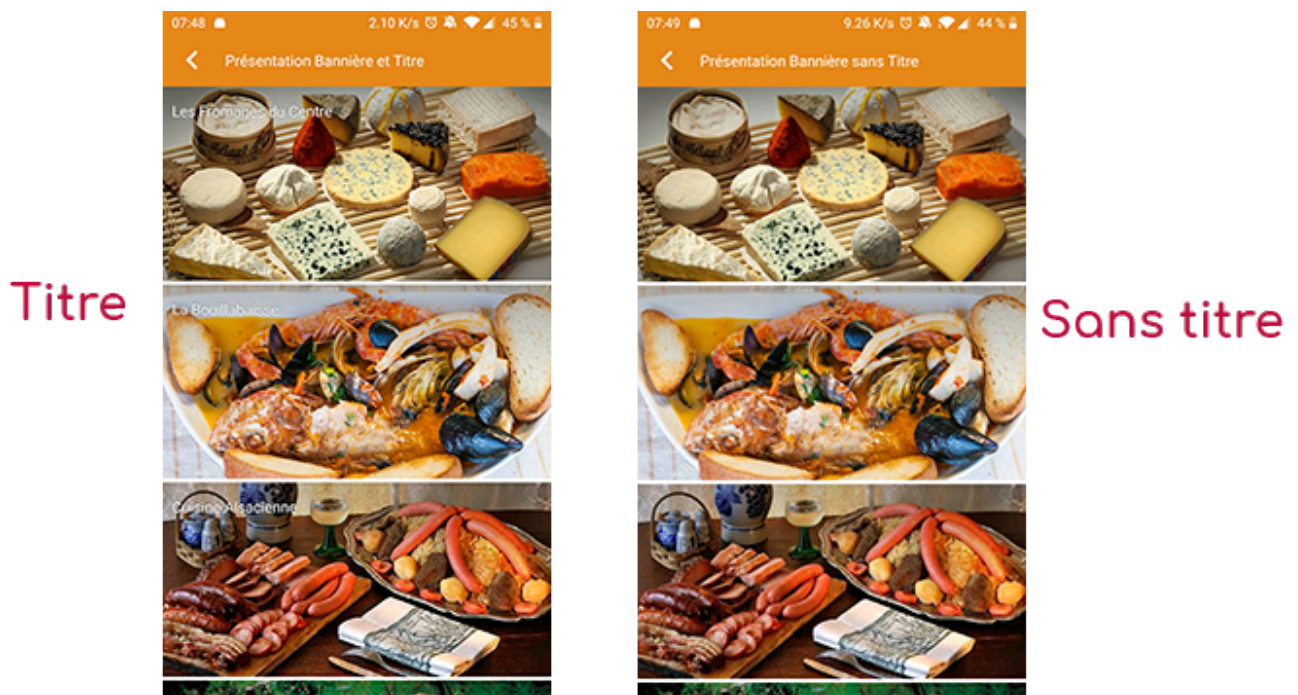 07:48 2.10 K/s 45 %
Présentation Bannière et Titre
Les Fromages du Centre
La Bouillabaisse
Cuisine Alsacienne
Titre
07:49 9.26 K/s 44 %
Présentation Bannière sans Titre
Sans titre